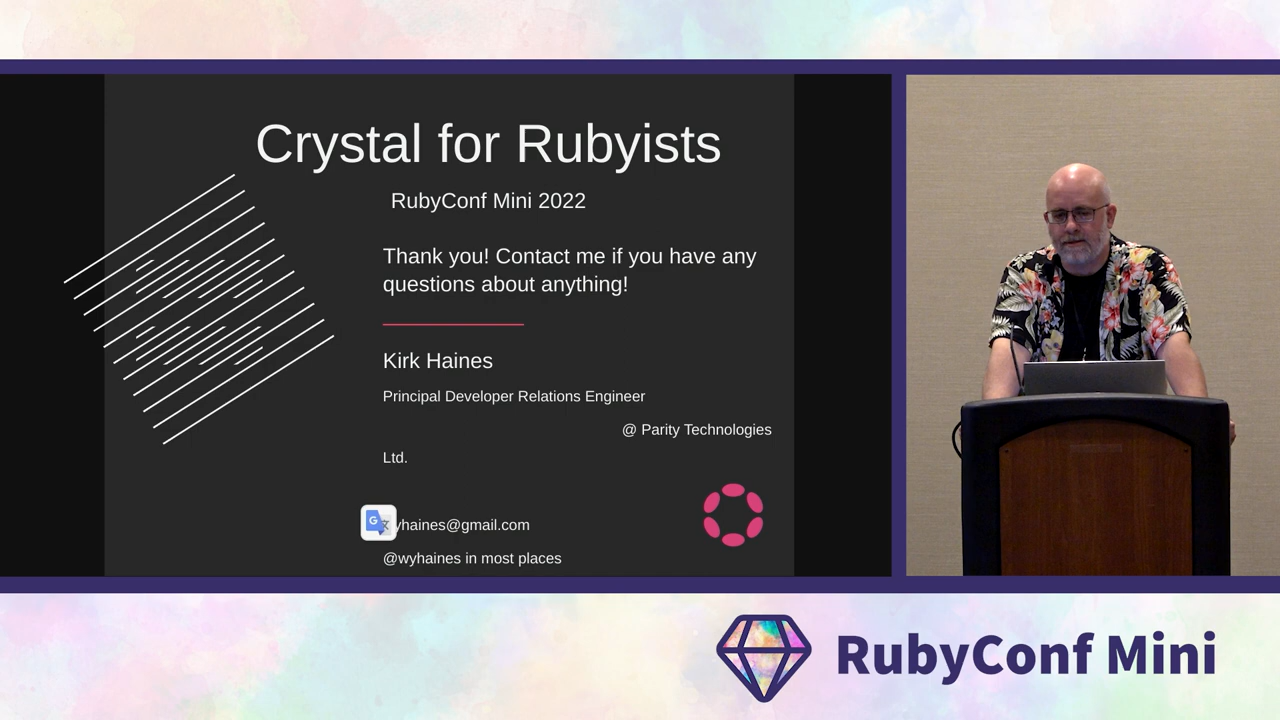 Crystal for Rubyists
RubyConf Mini 2022
Thank you! Contact me if you have any
questions about anything!
Kirk Haines
Principal Developer Relations Engineer
@ Parity Technologies
Ltd.
yhaines@gmail.com
@wyhaines in most places
RubyConf Mini